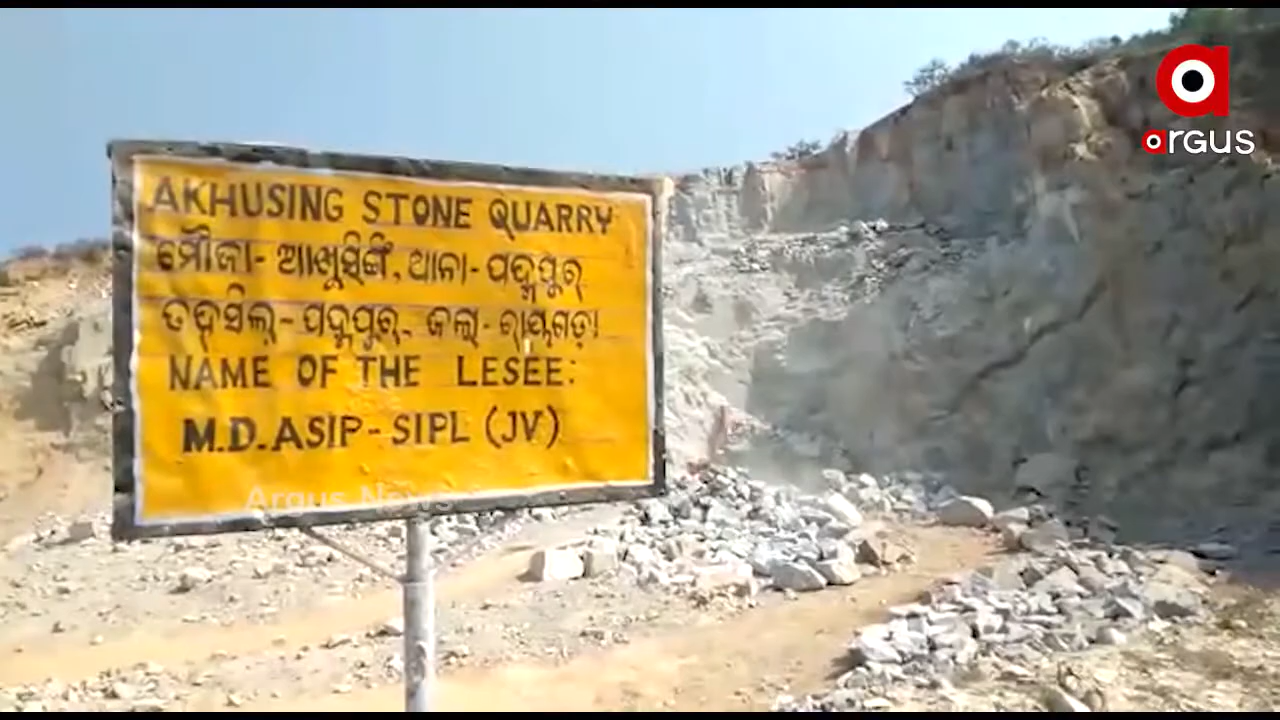 argus
AKHUSING STONE QUARRY
ମୌଜା- ଆଖୁସିଙ୍ଗି, ଥାନା- ପଦ୍ମପୁର୍
ତହସିଲ୍- ପଦ୍ମପୁର୍, ଜିଲ୍ଲା- ରାୟଗଡ଼ା
NAME OF THE LESEE:
M.D.ASIP-SIPL (JV)
Argus News